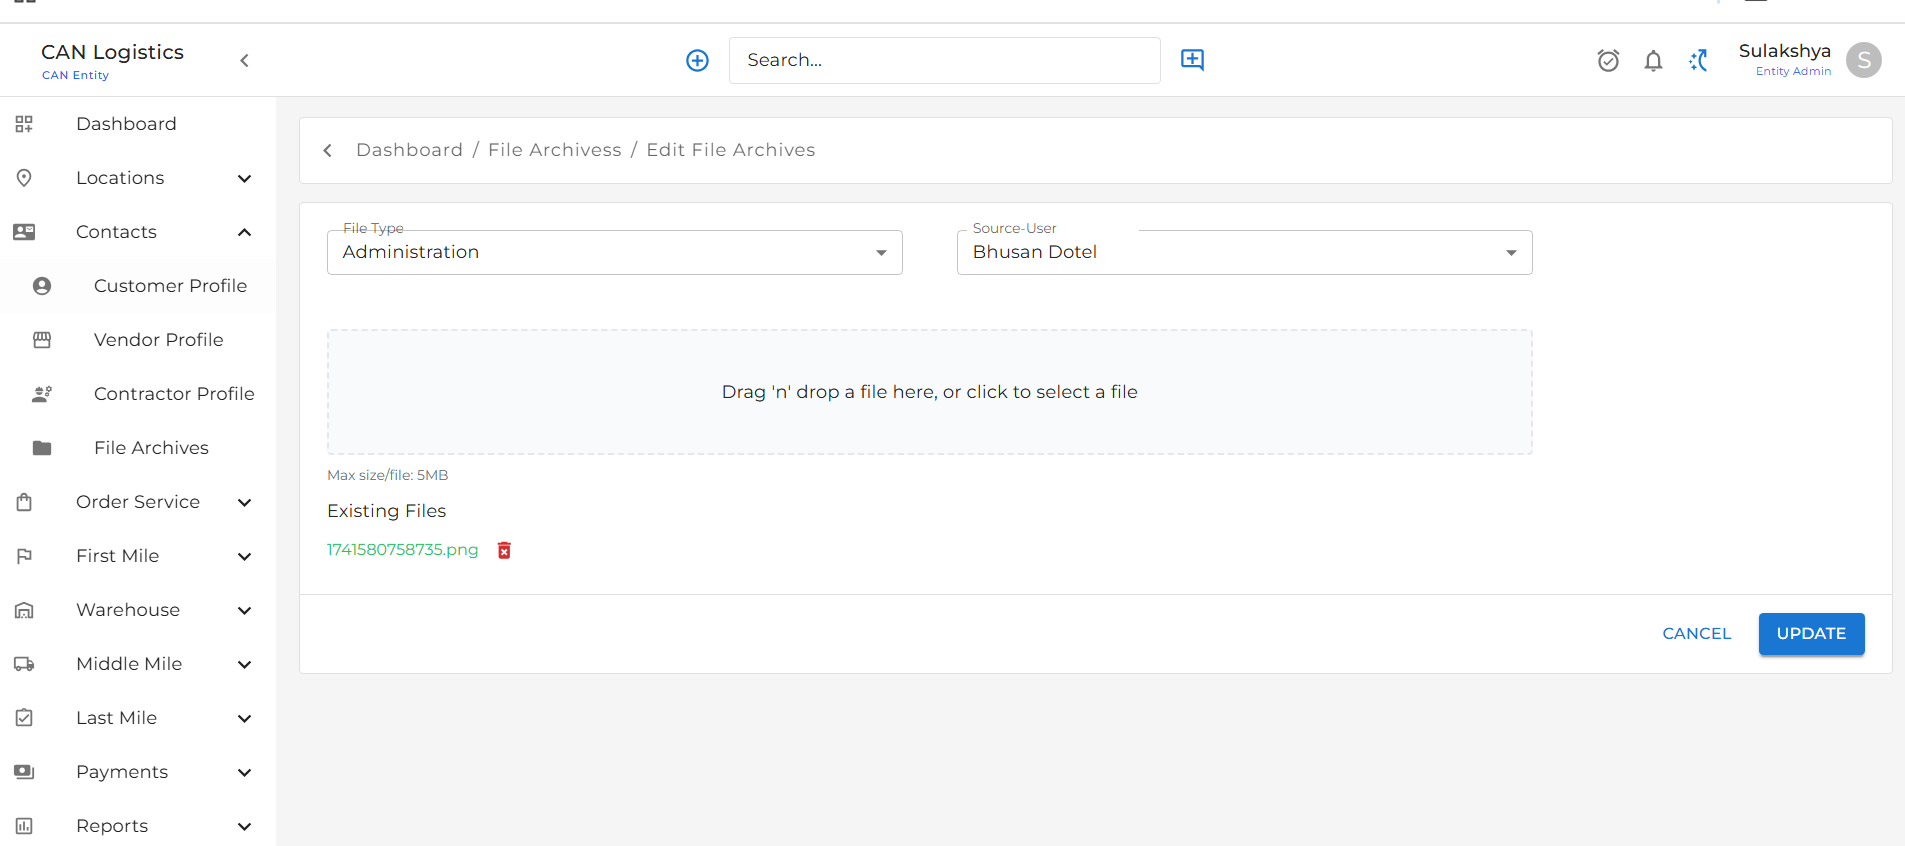 CAN Logistics
CAN Entity
Search...
Sulakshya
Entity Admin
S
Dashboard
Locations
Contacts
Customer Profile
Vendor Profile
Contractor Profile
File Archives
Order Service
First Mile
Warehouse
Middle Mile
Last Mile
Payments
Reports
Dashboard / File Archivess / Edit File Archives
File Type
Administration
Source-User
Bhusan Dotel
Drag 'n' drop a file here, or click to select a file
Max size/file: 5MB
Existing Files
1741580758735.png
CANCEL
UPDATE